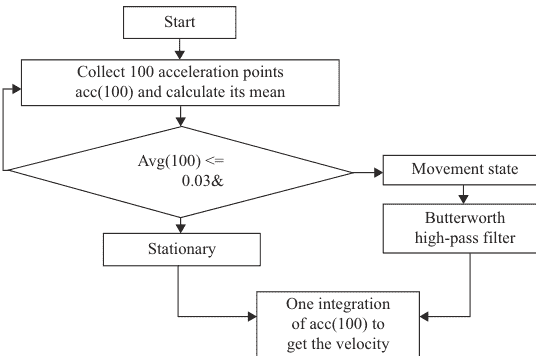 Start
Collect 100 acceleration points
acc(100) and calculate its mean
Avg(100) <=
0.03&
Movement state
Butterworth
high-pass filter
Stationary
One integration
of acc(100) to
get the velocity